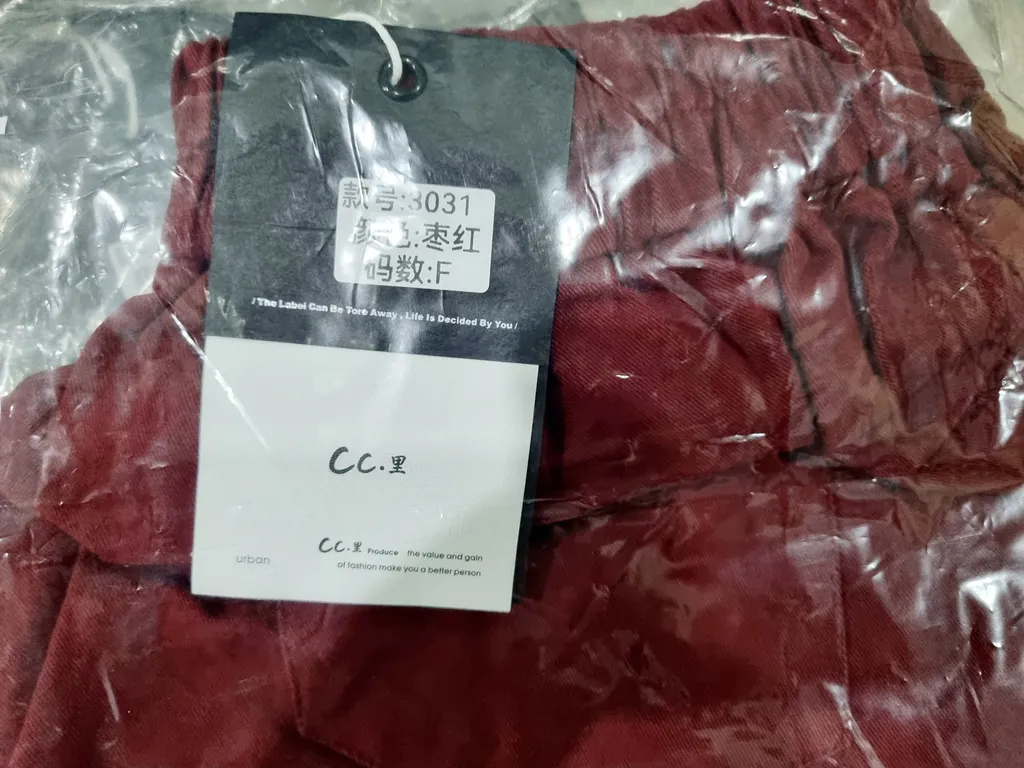 款号:3031
颜色:枣红
码数:F
/ The Label Can Be Tore Away , Life Is Decided By You /
CC.里
CC.里 Produce the value and gain
urban
of fashion make you a better person